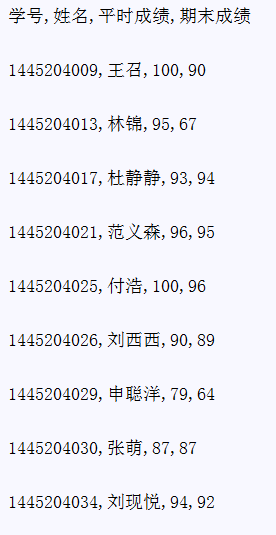 学号,姓名,平时成绩,期末成绩
1445204009,王召,100,90
1445204013,林锦,95,67
1445204017,杜静静,93,94
1445204021,范义森,96,95
1445204025,付浩,100,96
1445204026,刘西西,90,89
1445204029,申聪洋,79,64
1445204030,张萌,87,87
1445204034,刘现悦,94,92